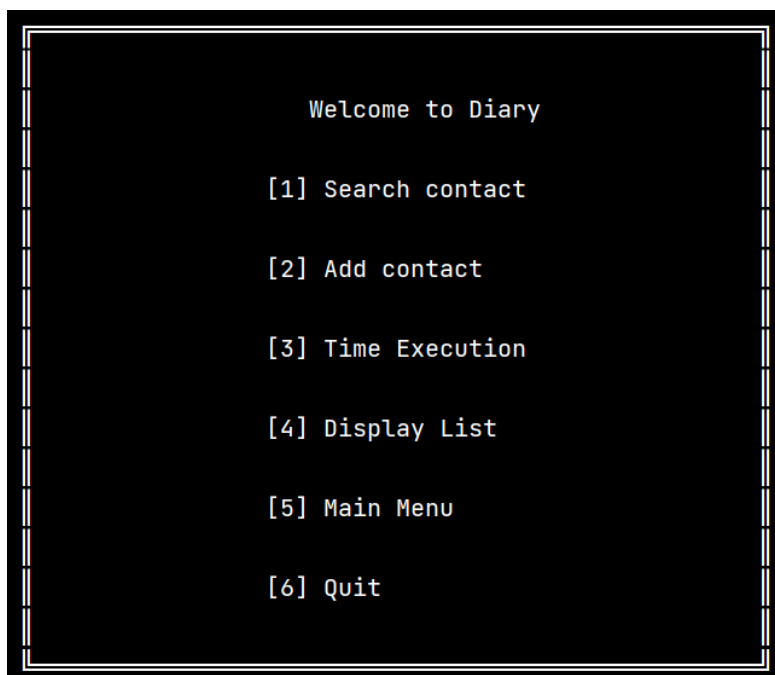 Welcome to Diary
[1] Search contact
[2] Add contact
[3] Time Execution
[4] Display List
[5] Main Menu
[6] Quit